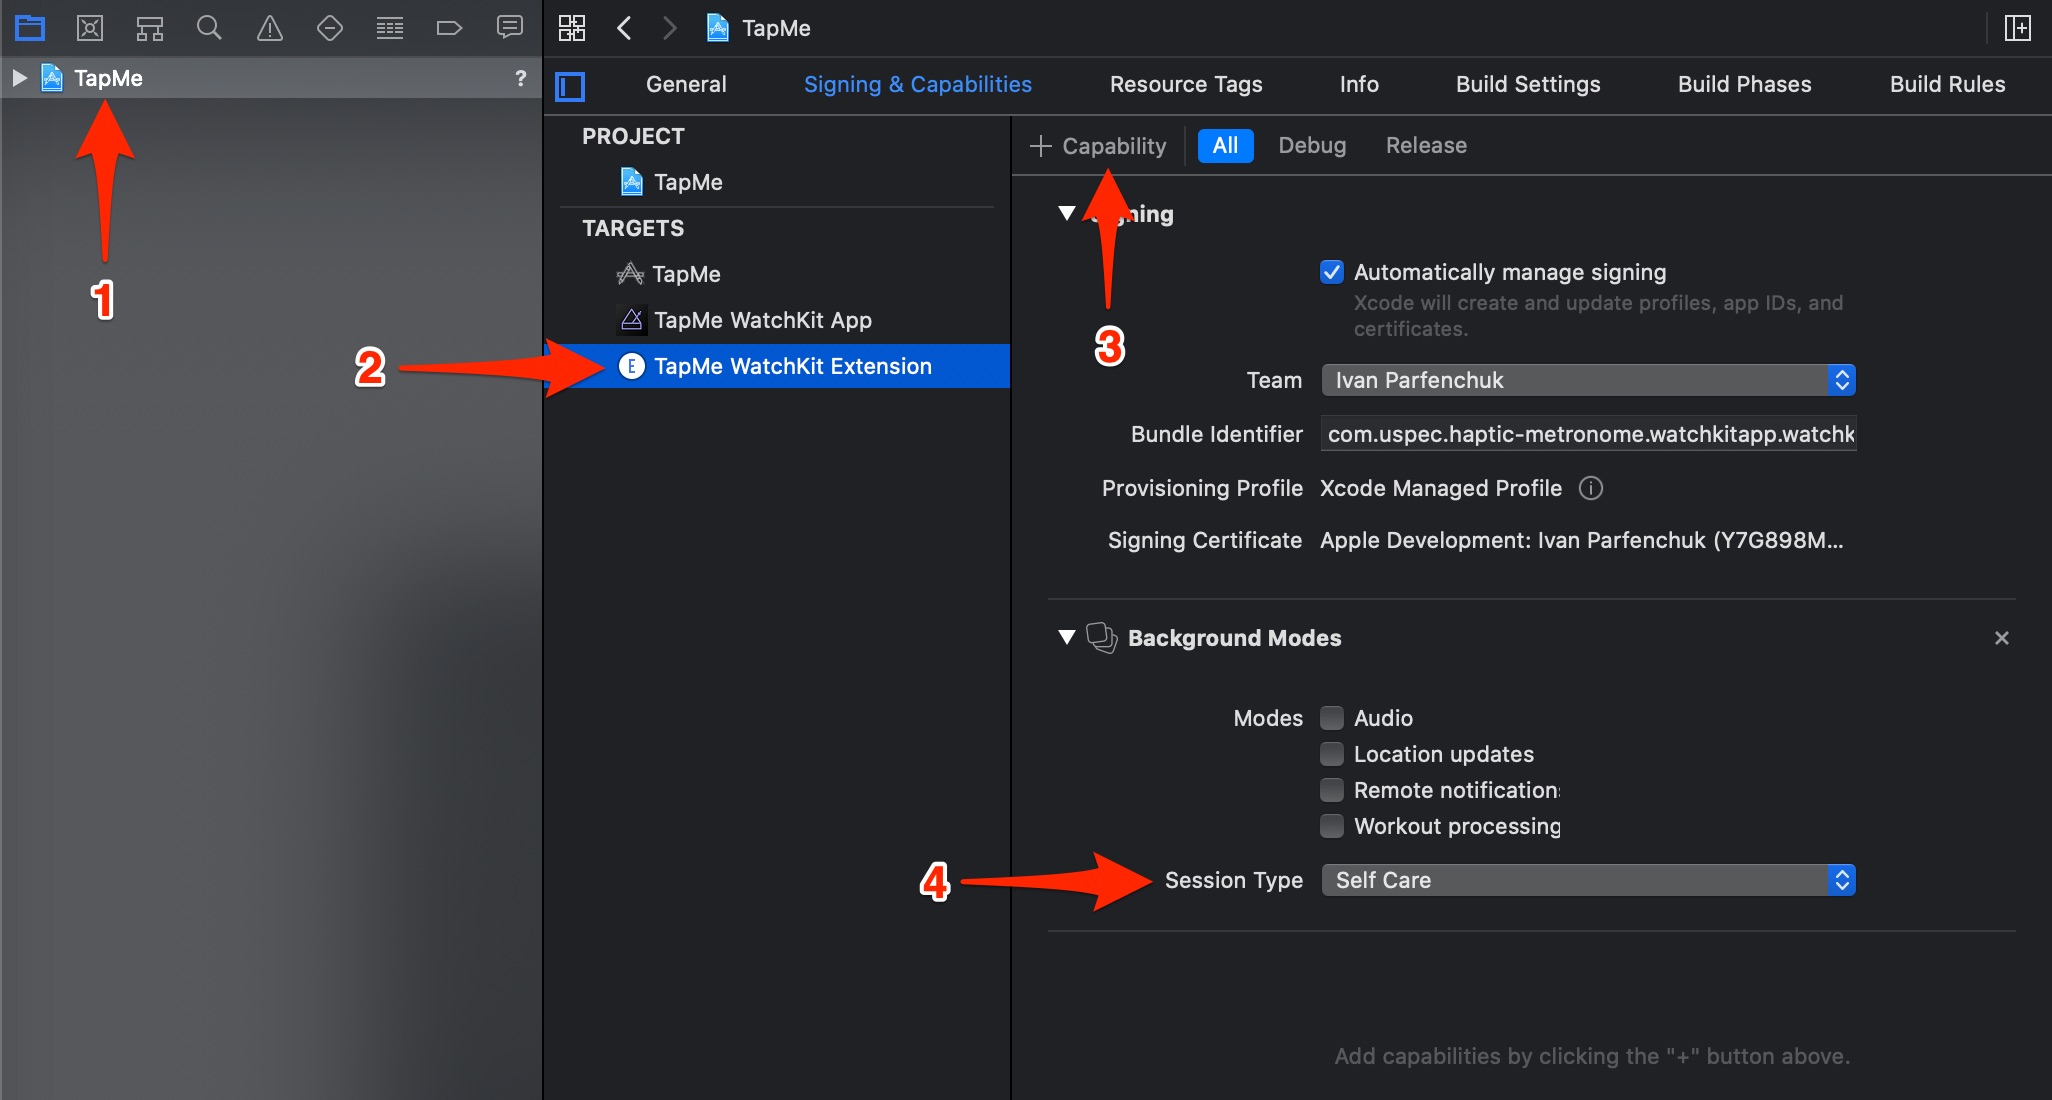 TapMe
TapMe ?
General Signing & Capabilities Resource Tags Info Build Settings Build Phases Build Rules
PROJECT
TapMe
TARGETS
TapMe
TapMe WatchKit App
E TapMe WatchKit Extension
1
2
3
4
+ Capability All Debug Release
Automatically manage signing
Xcode will create and update profiles, app IDs, and
certificates.
Team Ivan Parfenchuk
Bundle Identifier com.uspec.haptic-metronome.watchkitapp.watchk
Provisioning Profile Xcode Managed Profile
Signing Certificate Apple Development: Ivan Parfenchuk (Y7G898M...
Background Modes
Modes Audio
Location updates
Remote notification
Workout processing
Session Type Self Care
Add capabilities by clicking the "+" button above.